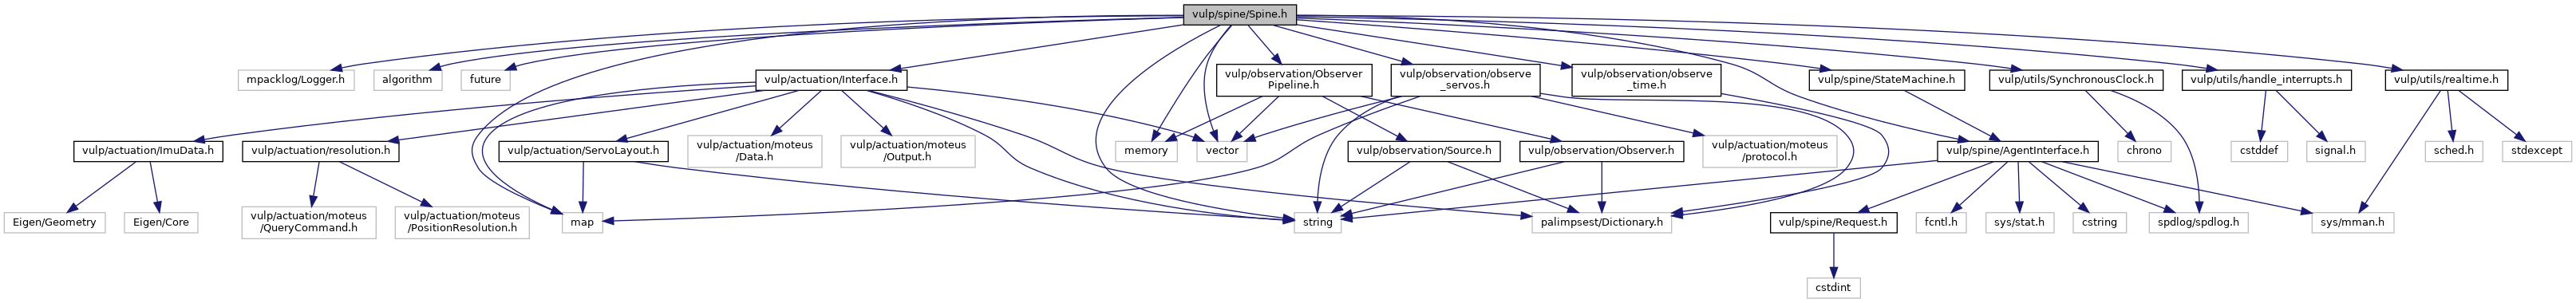 vulp/spine/Spine.h
mpacklog/Logger.h
algorithm
future
vulp/actuation/Interface.h
vulp/observation/Observer
Pipeline.h
vulp/observation/observe
_servos.h
vulp/observation/observe
_time.h
vulp/spine/StateMachine.h
vulp/utils/SynchronousClock.h
vulp/utils/handle_interrupts.h
vulp/utils/realtime.h
vulp/actuation/ImuData.h
vulp/actuation/resolution.h
vulp/actuation/ServoLayout.h
vulp/actuation/moteus
/Data.h
vulp/actuation/moteus
/Output.h
memory
vector
vulp/observation/Source.h
vulp/observation/Observer.h
vulp/actuation/moteus
/protocol.h
vulp/spine/AgentInterface.h
chrono
cstddef
signal.h
sched.h
stdexcept
Eigen/Geometry
Eigen/Core
vulp/actuation/moteus
/QueryCommand.h
vulp/actuation/moteus
/PositionResolution.h
map
string
palimpsest/Dictionary.h
vulp/spine/Request.h
fcntl.h
sys/stat.h
cstring
spdlog/spdlog.h
sys/mman.h
cstdint